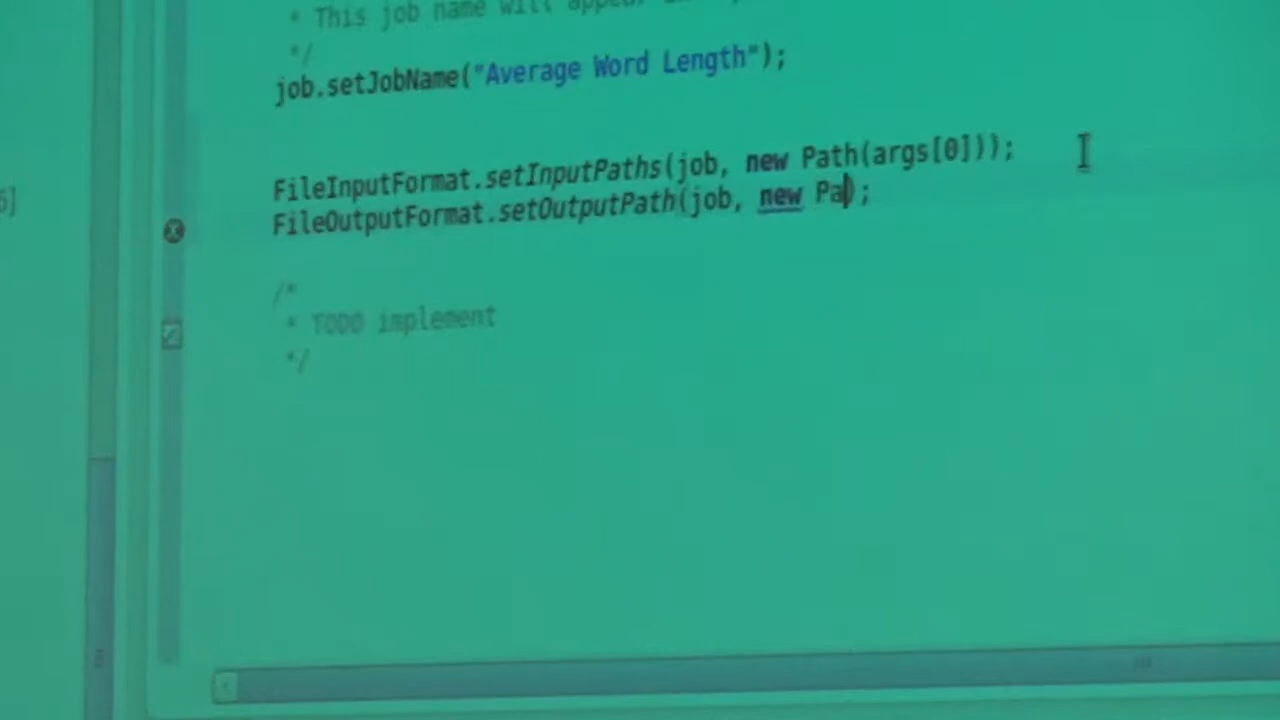 * This job name will appear
*/
job.setJobName("Average Word Length");
FileInputFormat.setInputPaths(job, new Path(args[0]));
FileOutputFormat.setOutputPath(job, new Pa);
/*
* TODO implement
*/